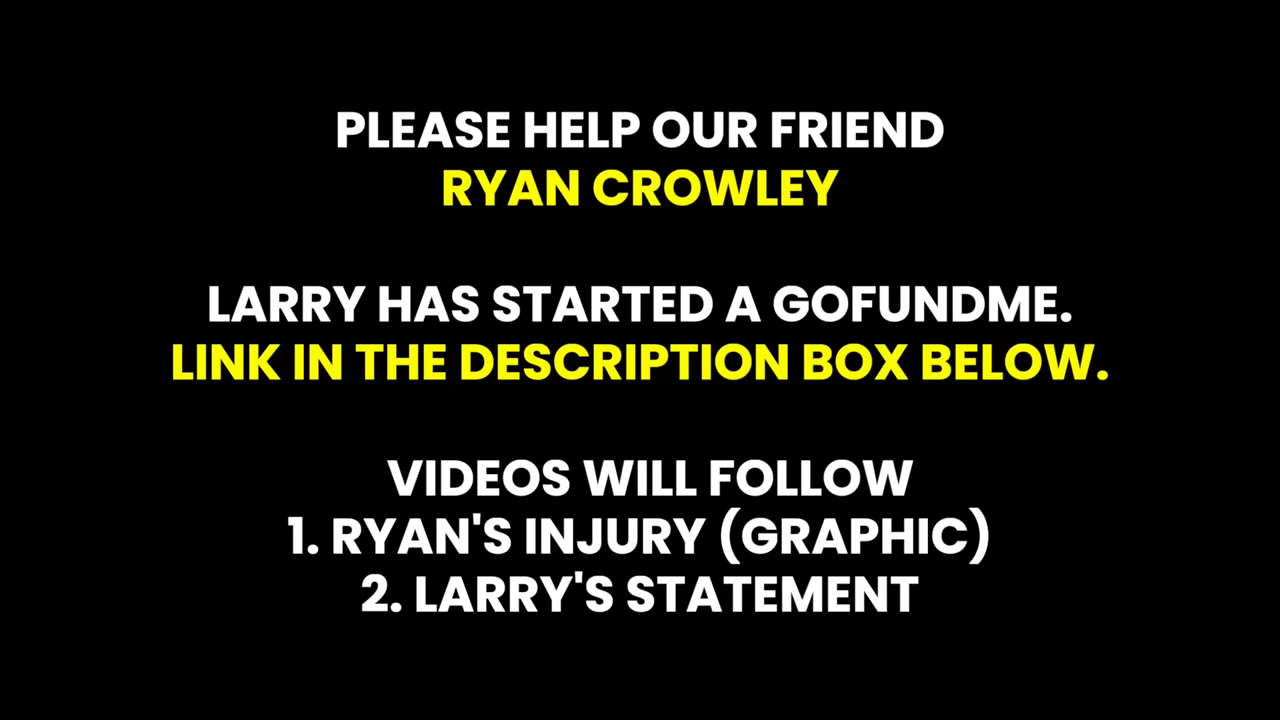 PLEASE HELP OUR FRIEND
RYAN CROWLEY
LARRY HAS STARTED A GOFUNDME.
LINK IN THE DESCRIPTION BOX BELOW.
VIDEOS WILL FOLLOW
1. RYAN'S INJURY (GRAPHIC)
2. LARRY'S STATEMENT